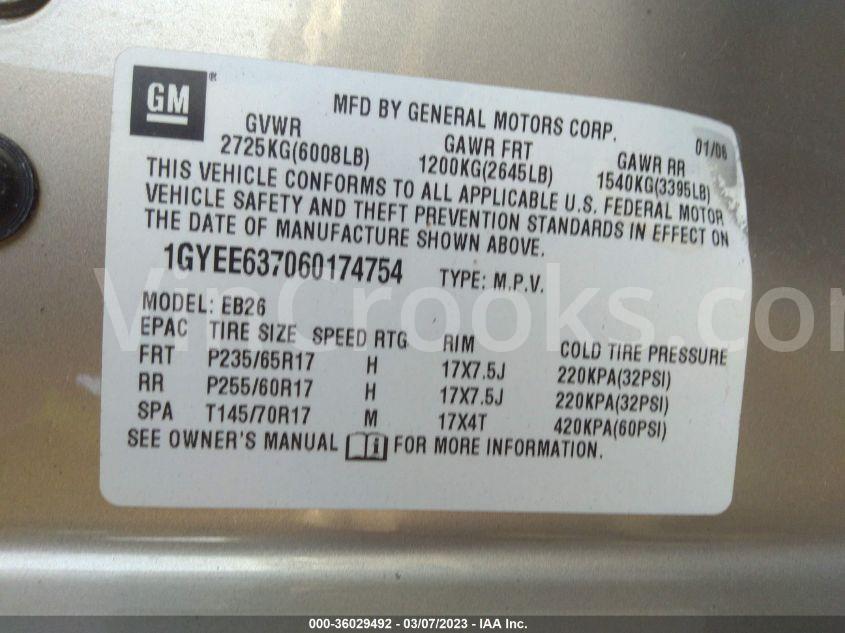 GM®
MFD BY GENERAL MOTORS CORP. 01/06
GVWR GAWR FRT GAWR RR
2725KG(6008LB) 1200KG(2645LB) 1540KG(3395LB)
THIS VEHICLE CONFORMS TO ALL APPLICABLE U.S. FEDERAL MOTOR
VEHICLE SAFETY AND THEFT PREVENTION STANDARDS IN EFFECT ON
THE DATE OF MANUFACTURE SHOWN ABOVE.
1GYEE637060174754 TYPE: M.P.V.
VinCrooks.com
MODEL: EB26
EPAC TIRE SIZE SPEED RTG RIM COLD TIRE PRESSURE
FRT P235/65R17 H 17X7.5J 220KPA(32PSI)
RR P255/60R17 H 17X7.5J 220KPA(32PSI)
SPA T145/70R17 M 17X4T 420KPA(60PSI)
SEE OWNER'S MANUAL i FOR MORE INFORMATION.
000-36029492 - 03/07/2023 - IAA Inc.